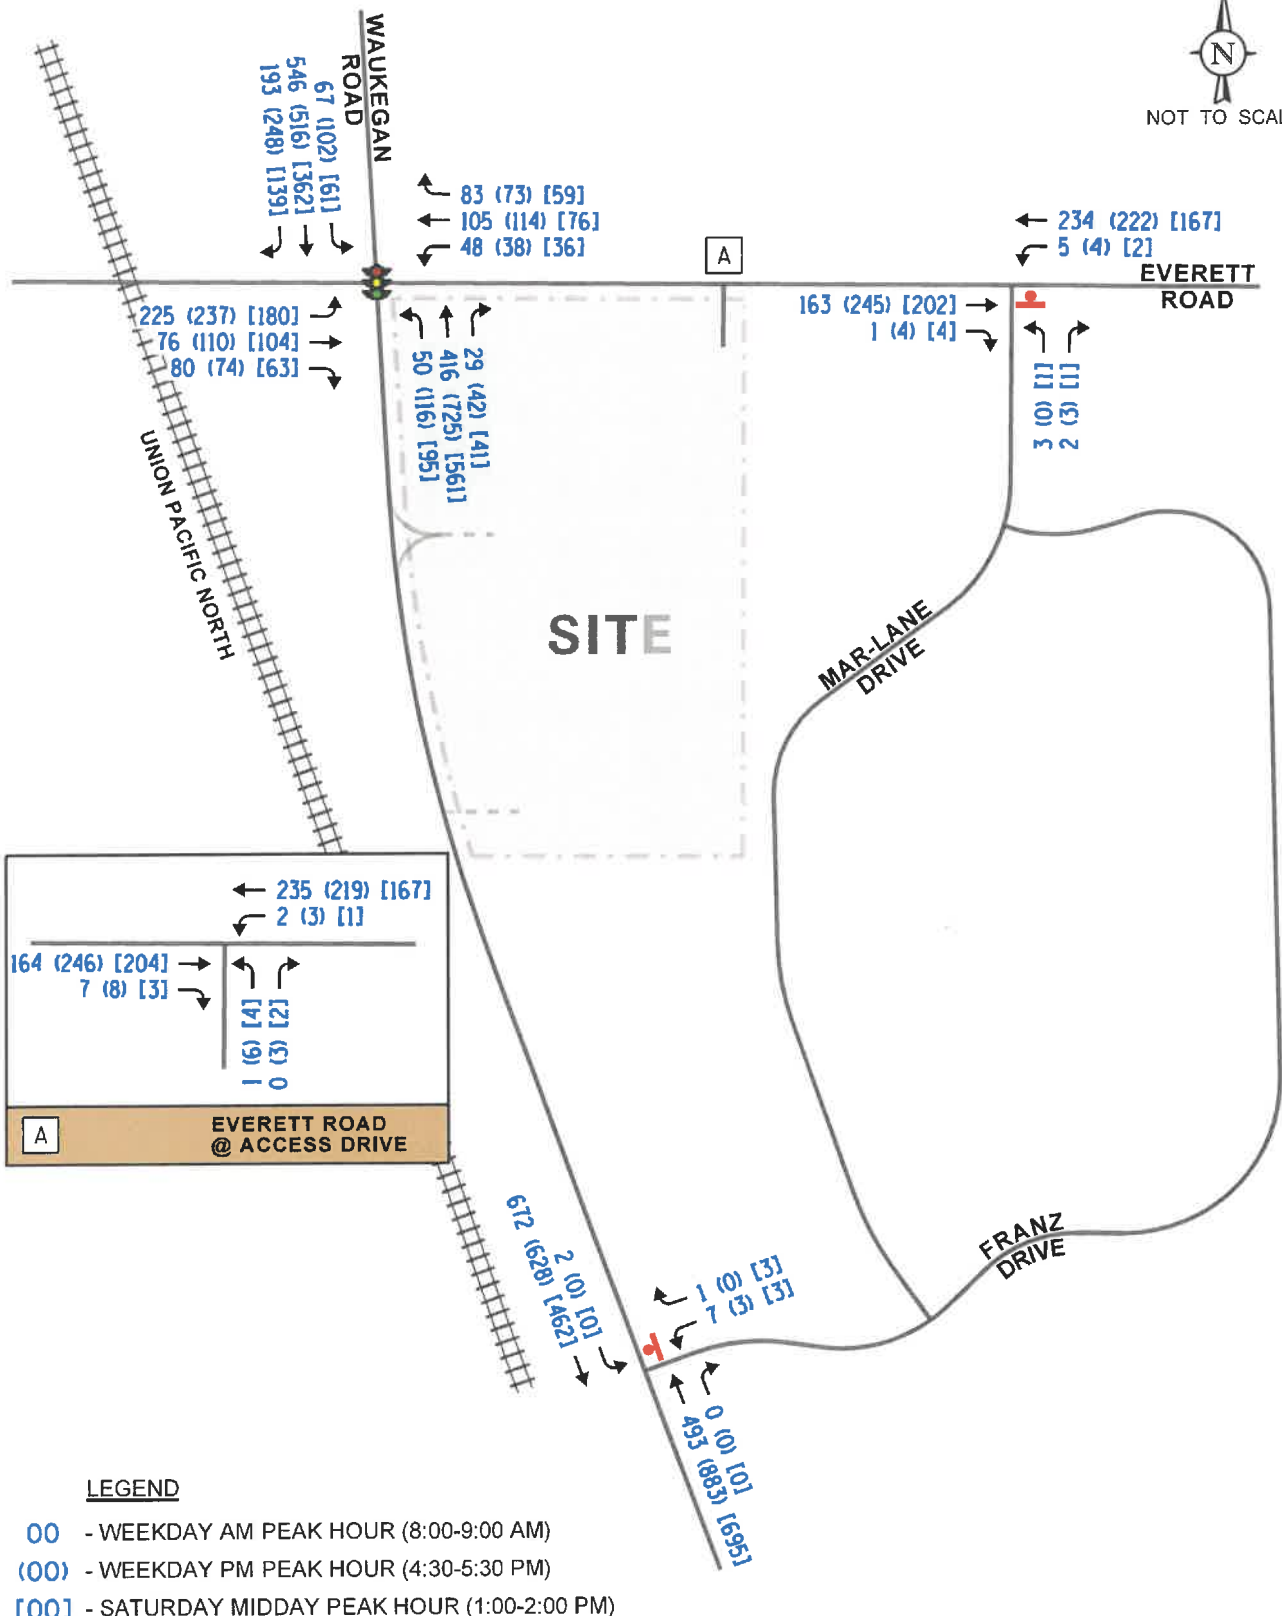 N
NOT TO SCAL
WAUKEGAN
ROAD
67 (102) [61]
546 (516) [362]
193 (248) [139]
83 (73) [59]
105 (114) [76]
48 (38) [36]
A
234 (222) [167]
5 (4) [2]
EVERETT
ROAD
225 (237) [180]
76 (110) [104]
80 (74) [63]
163 (245) [202]
1 (4) [4]
50 (116) [95]
416 (725) [561]
29 (42) [41]
3 (0) [1]
2 (3) [1]
UNION PACIFIC NORTH
SITE
MAR-LANE
DRIVE
235 (219) [167]
2 (3) [1]
164 (246) [204]
7 (8) [3]
1 (6) [4]
0 (3) [2]
A
EVERETT ROAD
@ ACCESS DRIVE
FRANZ
DRIVE
2 (0) [0]
672 (628) [462]
1 (0) [3]
7 (3) [3]
0 (0) [0]
493 (883) [695]
LEGEND
00 - WEEKDAY AM PEAK HOUR (8:00-9:00 AM)
(00) - WEEKDAY PM PEAK HOUR (4:30-5:30 PM)
[00] - SATURDAY MIDDAY PEAK HOUR (1:00-2:00 PM)